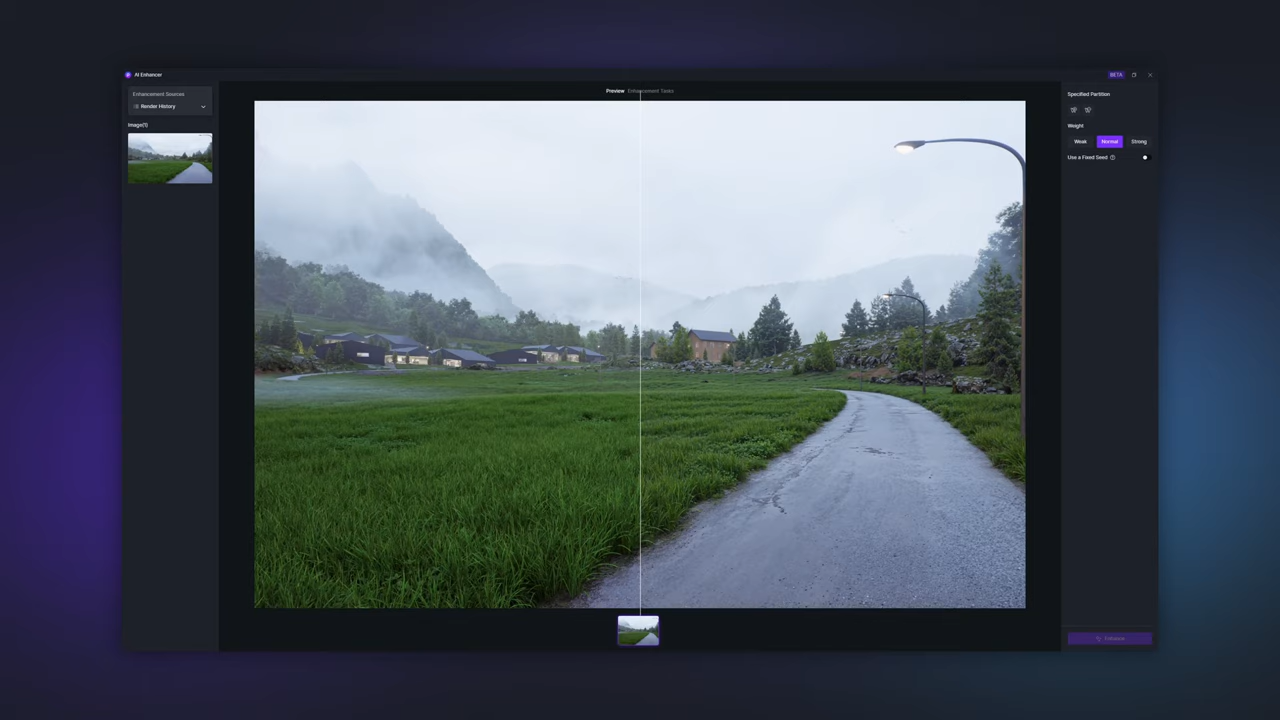 AI Enhancer
BETA
Enhancement Sources
Render History
Image(1)
Preview Enhancement Tasks
Specified Partition
Weight
Weak Normal Strong
Use a Fixed Seed
Enhance